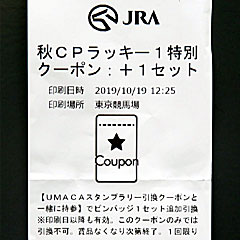 JRA
秋CPラッキー1特別
クーポン:+1セット
印刷日時 2019/10/19 12:25
印刷場所 東京競馬場
Coupon
【UMACAスタンプラリー引換クーポンと
一緒に持参】でピンバッジ1セット追加引換
※印刷日以降も有効。このクーポンのみでは
引換不可。賞品なくなり次第終了。1回限り